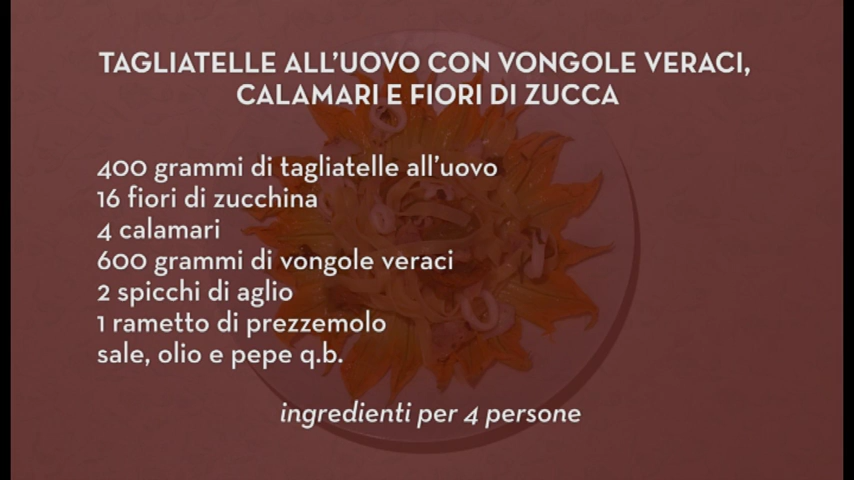 TAGLIATELLE ALL’UOVO CON VONGOLE VERACI,
CALAMARI E FIORI DI ZUCCA
400 grammi di tagliatelle all’uovo
16 fiori di zucchina
4 calamari
600 grammi di vongole veraci
2 spicchi di aglio
1 rametto di prezzemolo
sale, olio e pepe q.b.
ingredienti per 4 persone